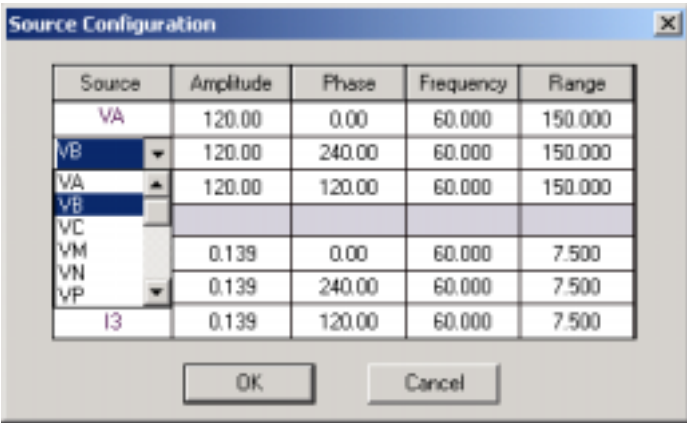 Source Configuration
Source Amplitude Phase Frequency Range
VA 120.00 0.00 60.000 150.000
VB 120.00 240.00 60.000 150.000
VA 120.00 120.00 60.000 150.000
VB
VC
VM 0.139 0.00 60.000 7.500
VN
VP 0.139 240.00 60.000 7.500
I3 0.139 120.00 60.000 7.500
OK Cancel